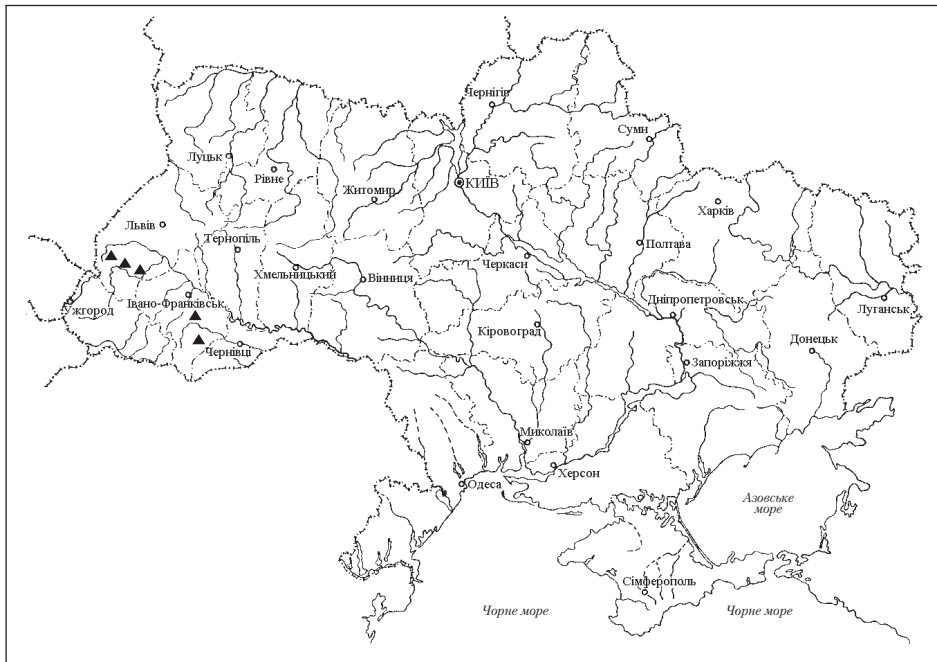 Чернігів
Суми
Луцьк
Рівне
КИЇВ
Житомир
Харків
Львів
Тернопіль
Полтава
Черкаси
Хмельницький
Вінниця
Ужгород
Івано-Франківськ
Дніпропетровськ
Луганськ
Кіровоград
Чернівці
Донецьк
Запоріжжя
Миколаїв
Херсон
Одеса
Азовське
море
Сімферополь
Чорне море
Чорне море